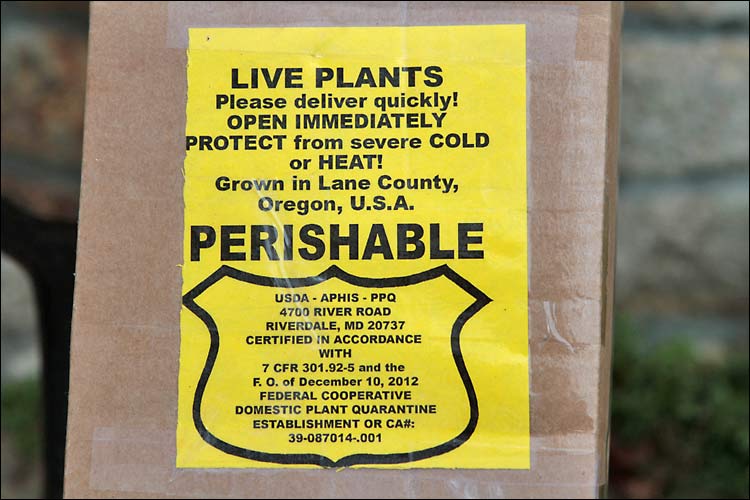 LIVE PLANTS
Please deliver quickly!
OPEN IMMEDIATELY
PROTECT from severe COLD
or HEAT!
Grown in Lane County,
Oregon, U.S.A.
PERISHABLE
USDA - APHIS - PPQ
4700 RIVER ROAD
RIVERDALE, MD 20737
CERTIFIED IN ACCORDANCE
WITH
7 CFR 301.92-5 and the
F. O. of December 10, 2012
FEDERAL COOPERATIVE
DOMESTIC PLANT QUARANTINE
ESTABLISHMENT OR CA#:
39-087014-.001